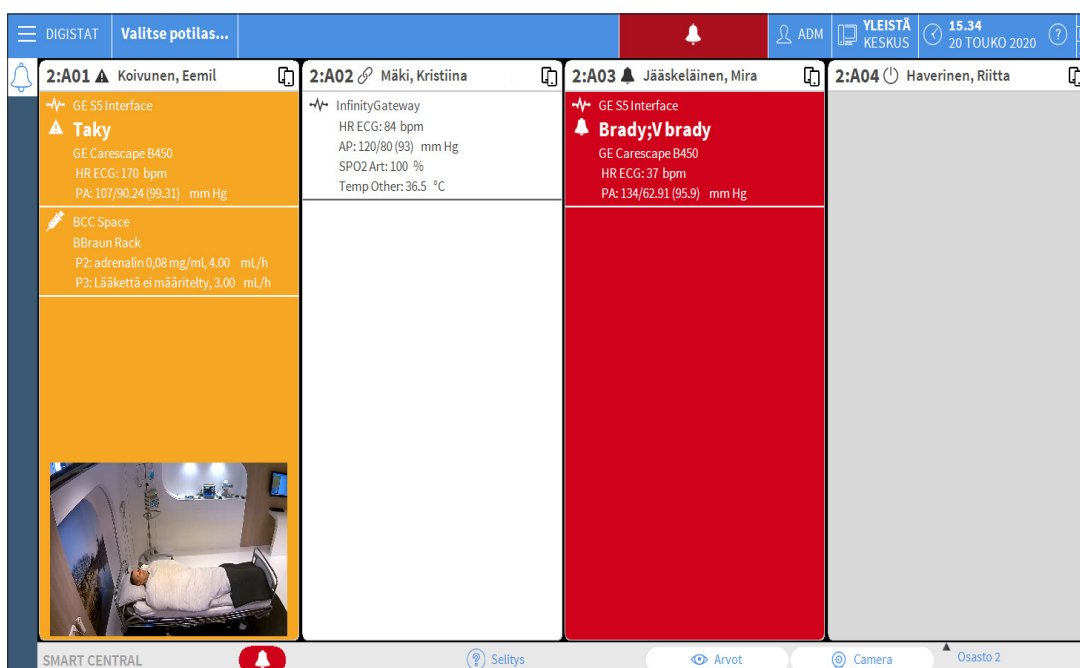 DIGISTAT
Valitse potilas...
ADM
YLEISTÄ
KESKUS
15.34
20 TOUKO 2020
?
2:A01 Koivunen, Eemil
GE S5 Interface
Taky
GE Carescape B450
HR ECG: 170 bpm
PA: 107/90.24 (99.31) mm Hg
BCC Space
BBraun Rack
P2: adrenalin 0,08 mg/ml, 4.00 mL/h
P3: Lääkettä ei määritelty, 3.00 mL/h
2:A02 Mäki, Kristiina
InfinityGateway
HR ECG: 84 bpm
AP: 120/80 (93) mm Hg
SPO2 Art: 100 %
Temp Other: 36.5 °C
2:A03 Jääskeläinen, Mira
GE S5 Interface
Brady;V brady
GE Carescape B450
HR ECG: 37 bpm
PA: 134/62.91 (95.9) mm Hg
2:A04 Haverinen, Riitta
SMART CENTRAL
? Selitys
Arvot
Camera
Osasto 2